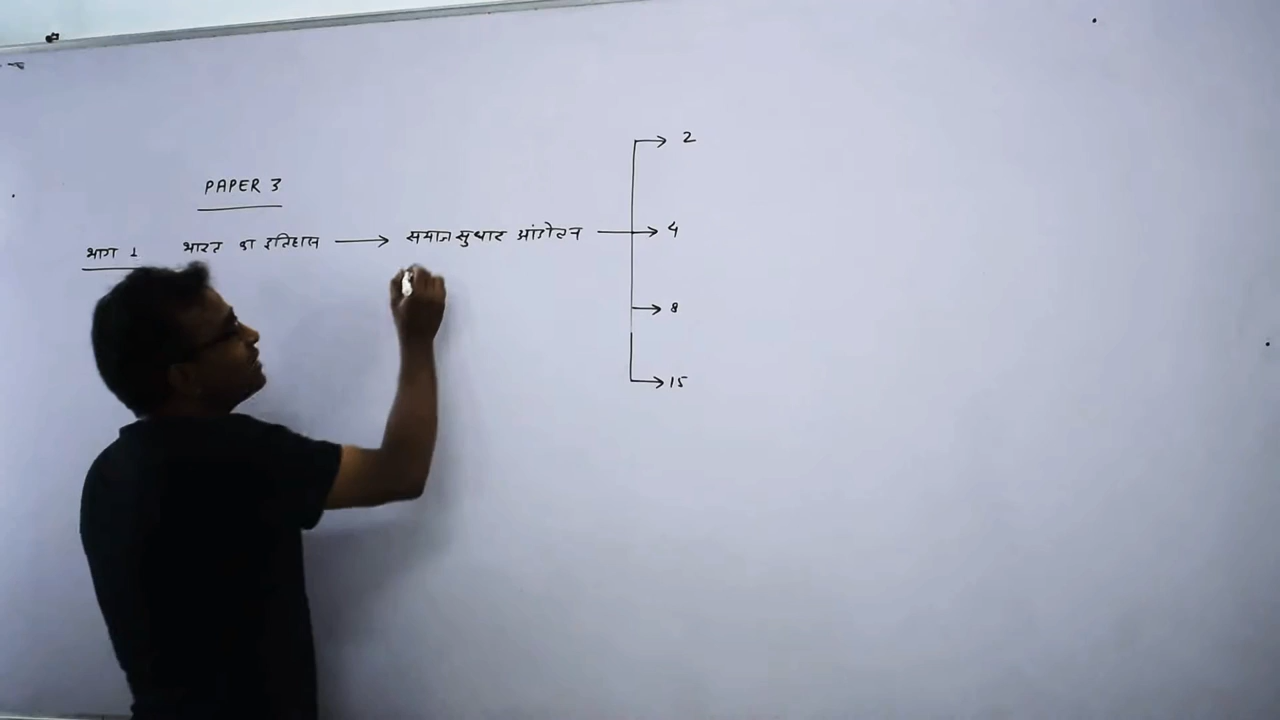 PAPER 3
भाग 1 भारत का इतिहास → समाज सुधार आंदोलन
→ 2
→ 4
→ 8
→ 15